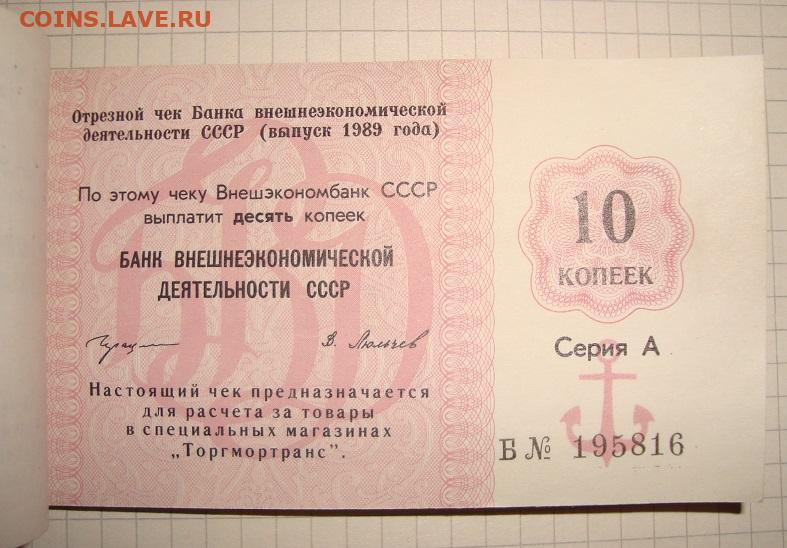 COINS.LAVE.RU
Отрезной чек Банка внешнеэкономической
деятельности СССР (выпуск 1989 года)
По этому чеку Внешэкономбанк СССР
выплатит десять копеек
БАНК ВНЕШНЕЭКОНОМИЧЕСКОЙ
ДЕЯТЕЛЬНОСТИ СССР
В. Люльчев
Настоящий чек предназначается
для расчета за товары
в специальных магазинах
„Торгмортранс".
10
КОПЕЕК
Серия А
Б № 195816